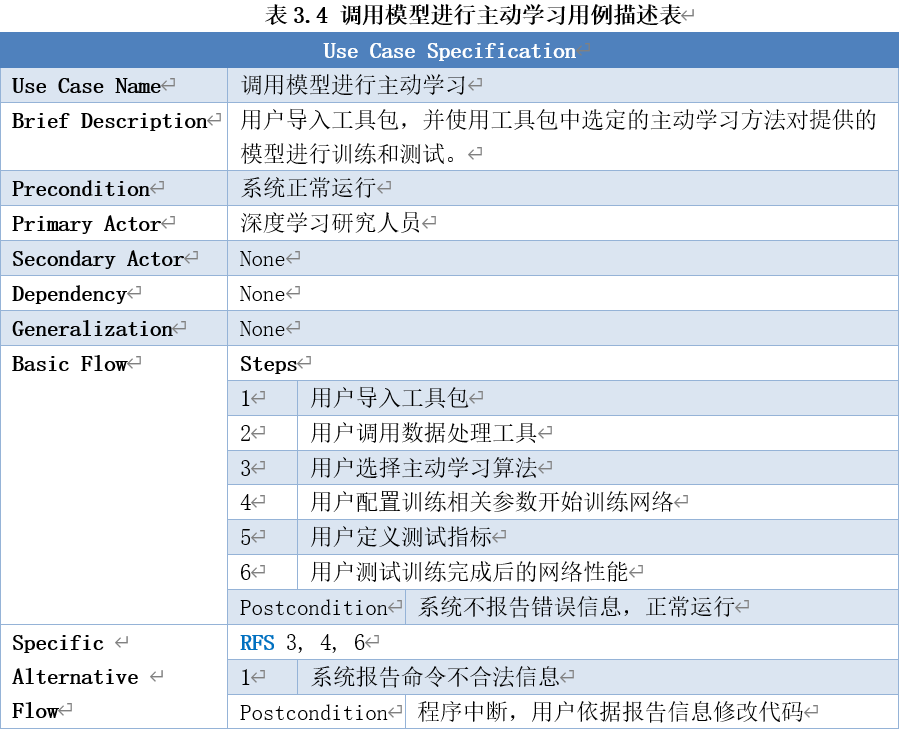 表 3.4 调用模型进行主动学习用例描述表
Use Case Specification
Use Case Name 调用模型进行主动学习
Brief Description 用户导入工具包，并使用工具包中选定的主动学习方法对提供的
模型进行训练和测试。
Precondition 系统正常运行
Primary Actor 深度学习研究人员
Secondary Actor None
Dependency None
Generalization None
Basic Flow Steps
1 用户导入工具包
2 用户调用数据处理工具
3 用户选择主动学习算法
4 用户配置训练相关参数开始训练网络
5 用户定义测试指标
6 用户测试训练完成后的网络性能
Postcondition 系统不报告错误信息，正常运行
Specific RFS 3, 4, 6
Alternative 1 系统报告命令不合法信息
Flow Postcondition 程序中断，用户依据报告信息修改代码